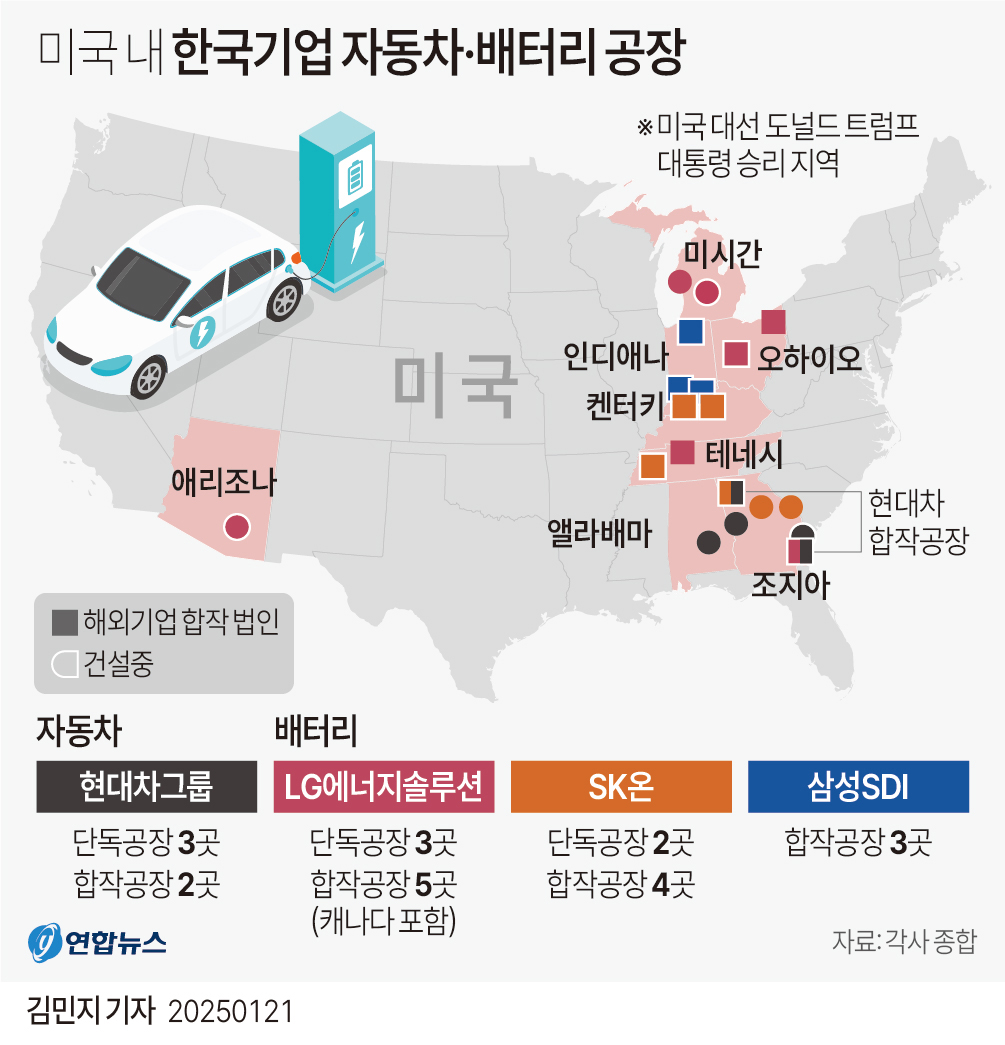 미국 내 한국기업 자동차·배터리 공장
※ 미국 대선 도널드 트럼프
대통령 승리 지역
미시간
인디애나
오하이오
미국
켄터키
애리조나
테네시
앨라배마
현대차
합작공장
조지아
해외기업 합작 법인
건설중
자동차
배터리
현대차그룹
LG에너지솔루션
SK온
삼성SDI
단독공장 3곳
합작공장 2곳
단독공장 3곳
합작공장 5곳
(캐나다 포함)
단독공장 2곳
합작공장 4곳
합작공장 3곳
y 연합뉴스
자료: 각사 종합
김민지 기자 20250121